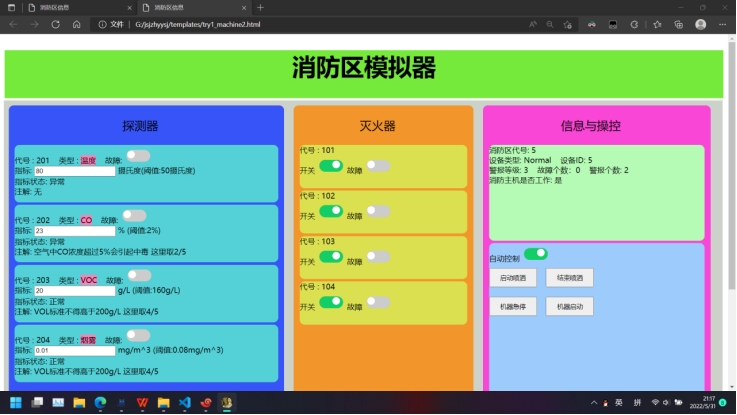 消防区信息
消防区信息
文件 | G:/jsjzhyysj/templates/try1_machine2.html
消防区模拟器
探测器
代号 : 201 类型 : 温度 故障:
指标: 80 摄氏度(阈值:50摄氏度)
指标状态: 异常
注解: 无
代号 : 202 类型 : CO 故障:
指标: 23 % (阈值:2%)
指标状态: 异常
注解: 空气中CO浓度超过5%会引起中毒 这里取2/5
代号 : 203 类型 : VOC 故障:
指标: 20 g/L (阈值:160g/L)
指标状态: 正常
注解: VOL标准不得高于200g/L 这里取4/5
代号 : 204 类型 : 烟雾 故障:
指标: 0.01 mg/m^3 (阈值:0.08mg/m^3)
指标状态: 正常
注解: VOL标准不得高于200g/L 这里取4/5
灭火器
代号 : 101
开关 故障
代号 : 102
开关 故障
代号 : 103
开关 故障
代号 : 104
开关 故障
信息与操控
消防区代号: 5
设备类型: Normal 设备ID: 5
警报等级: 3 故障个数: 0 警报个数: 2
消防主机是否工作: 是
自动控制
启动喷洒 结束喷洒
机器急停 机器启动
英 拼 21:17
2022/5/31